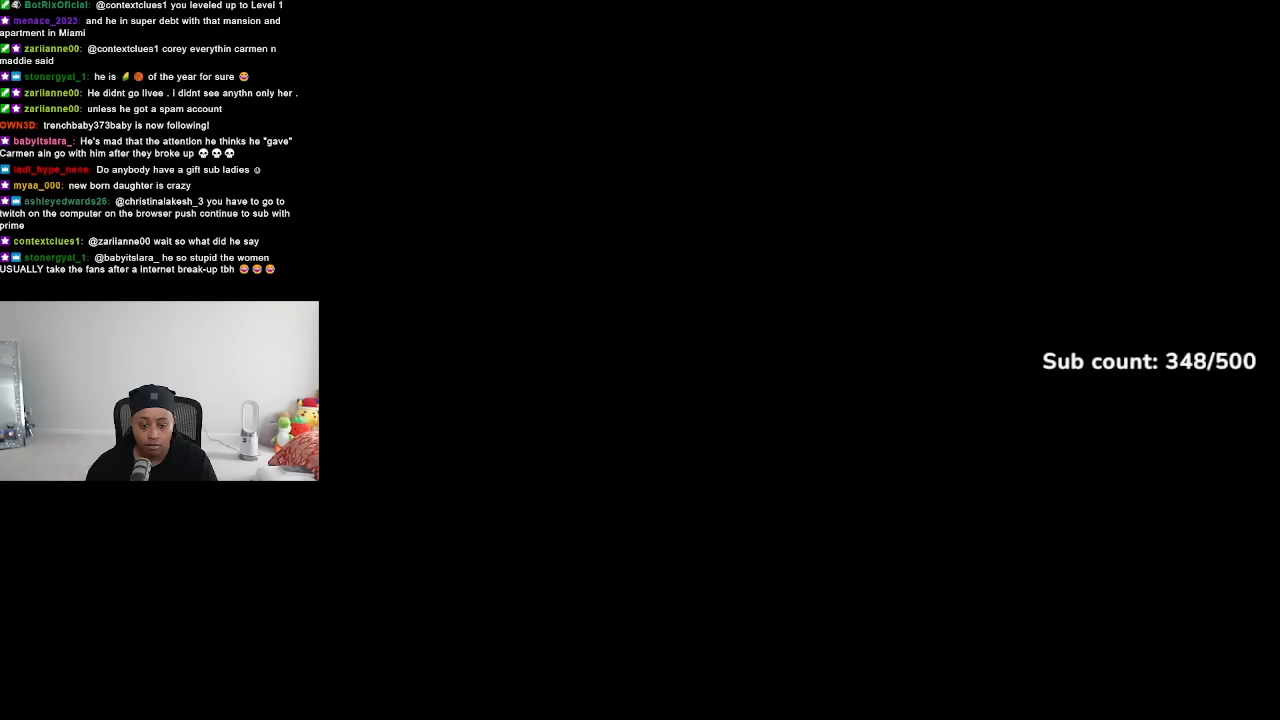 BotRixOficial: @contextclues1 you leveled up to Level 1
menace_2023: and he in super debt with that mansion and
apartment in Miami
zariianne00: @contextclues1 corey everythin carmen n
maddie said
stonergyal_1: he is 🌽 🏀 of the year for sure 😂
zariianne00: He didnt go livee . I didnt see anythn only her .
zariianne00: unless he got a spam account
OWN3D: trenchbaby373baby is now following!
babyitslara_: He's mad that the attention he thinks he "gave"
Carmen ain go with him after they broke up 💀 💀 💀
ladi_hype_nene: Do anybody have a gift sub ladies ☺
myaa_000: new born daughter is crazy
ashleyedwards26: @christinalakesh_3 you have to go to
twitch on the computer on the browser push continue to sub with
prime
contextclues1: @zariianne00 wait so what did he say
stonergyal_1: @babyitslara_ he so stupid the women
USUALLY take the fans after a internet break-up tbh 😂 😂 😂
Sub count: 348/500